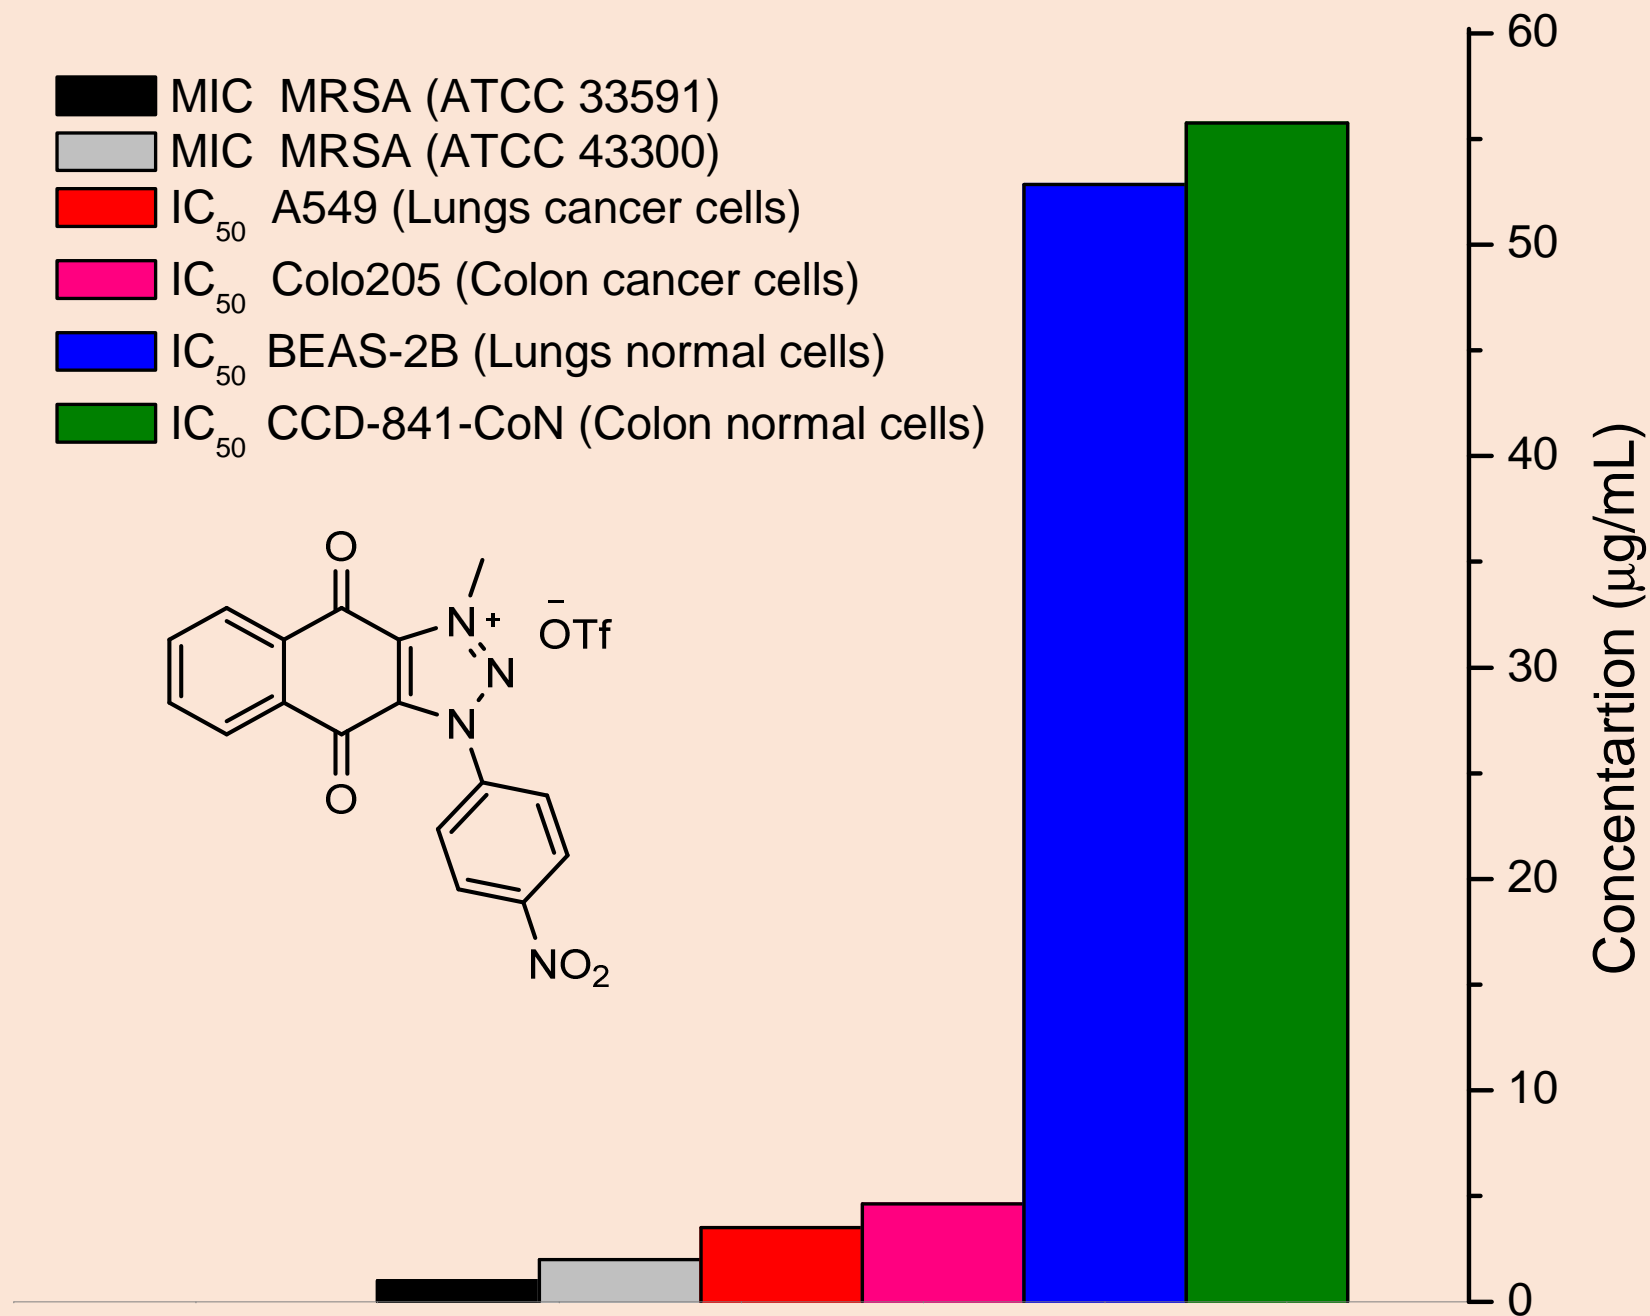 MIC MRSA (ATCC 33591)
MIC MRSA (ATCC 43300)
IC50 A549 (Lungs cancer cells)
IC50 Colo205 (Colon cancer cells)
IC50 BEAS-2B (Lungs normal cells)
IC50 CCD-841-CoN (Colon normal cells)
O
N+
−OTf
N
N
O
NO2
60
50
40
30
20
10
0
Concentartion (μg/mL)